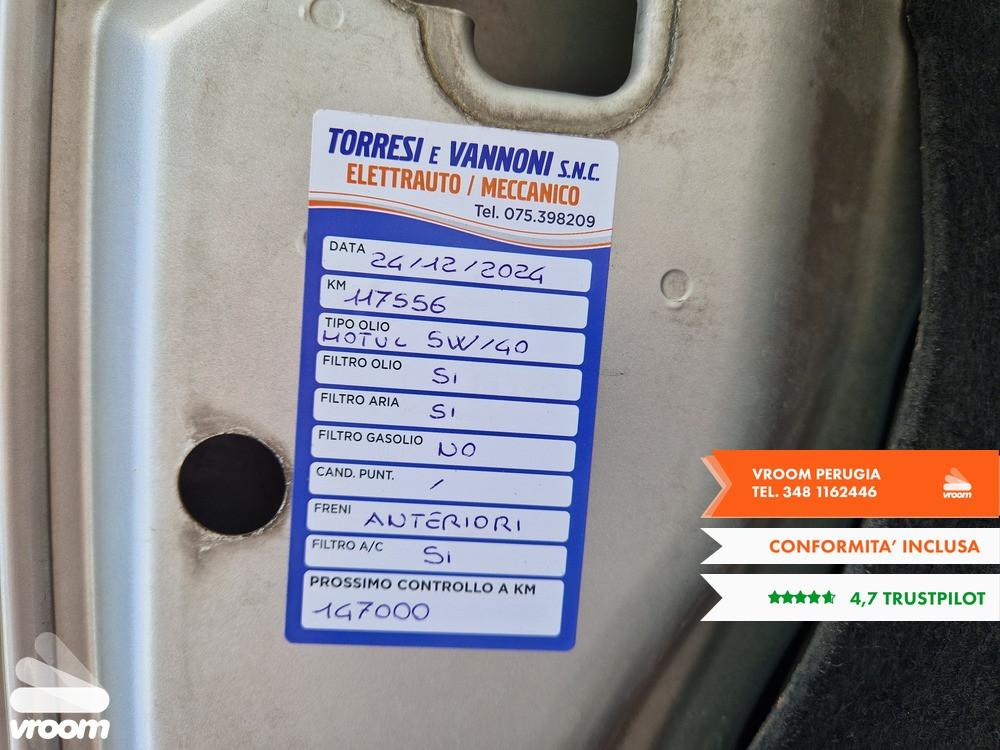 TORRESI E VANNONI S.N.C.
ELETTRAUTO / MECCANICO
Tel. 075.398209
DATA 24/12/2024
KM 117556
TIPO OLIO MOTUL 5W/40
FILTRO OLIO SI
FILTRO ARIA SI
FILTRO GASOLIO NO
CAND. PUNT. /
FRENI ANTERIORI
FILTRO A/C SI
PROSSIMO CONTROLLO A KM
147000
VROOM PERUGIA
TEL. 348 1162446
vroom
CONFORMITA' INCLUSA
4,7 TRUSTPILOT
vroom